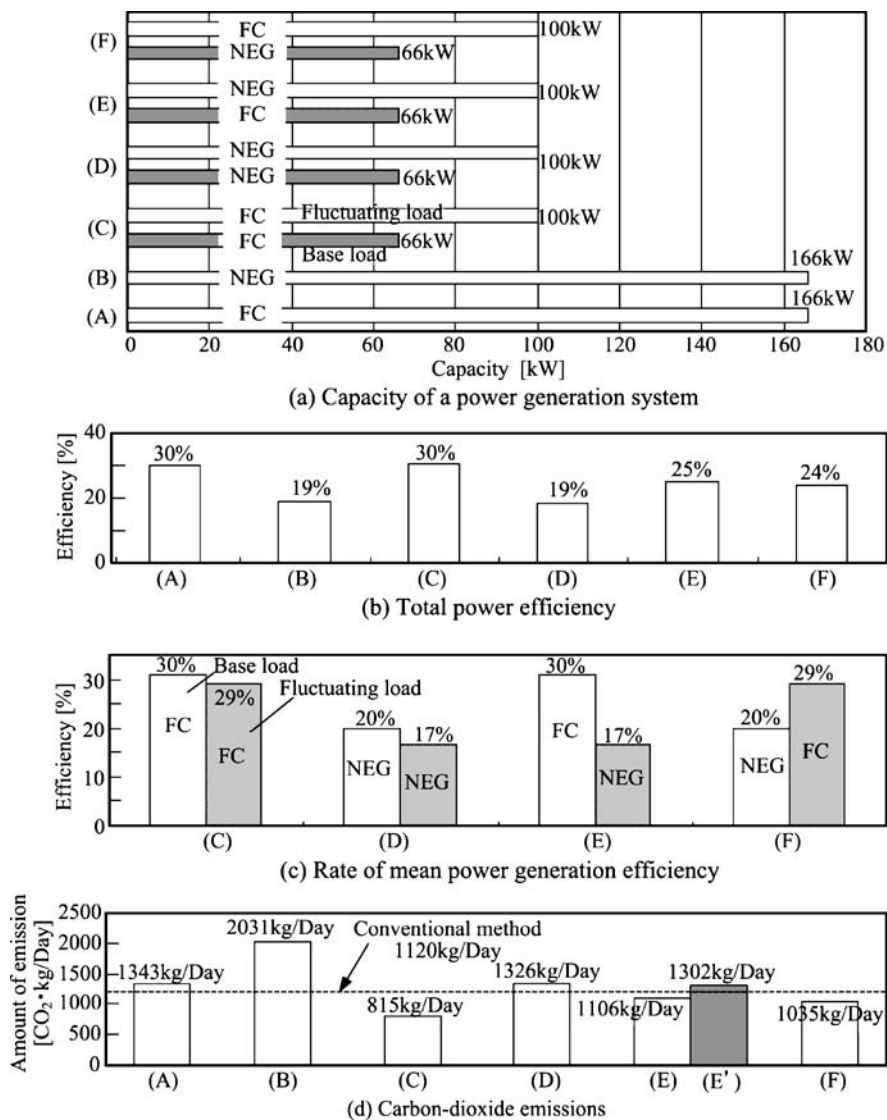 FC
100kW
(F)
NEG
66kW
NEG
100kW
(E)
FC
66kW
NEG
100kW
(D)
NEG
66kW
FC
Fluctuating load
100kW
(C)
FC
66kW
Base load
166kW
(B)
NEG
166kW
(A)
FC
0 20 40 60 80 100 120 140 160 180
Capacity [kW]
(a) Capacity of a power generation system
Efficiency [%]
40
20
0
30%
19%
30%
19%
25%
24%
(A) (B) (C) (D) (E) (F)
(b) Total power efficiency
Efficiency [%]
30
20
10
0
30%
Base load
29%
Fluctuating load
FC
FC
20%
17%
NEG
NEG
30%
17%
FC
NEG
20%
29%
NEG
FC
(C) (D) (E) (F)
(c) Rate of mean power generation efficiency
Amount of emission
[CO2•kg/Day]
2500
2000
1500
1000
500
0
1343kg/Day
2031kg/Day
Conventional method
1120kg/Day
815kg/Day
1326kg/Day
1106kg/Day
1302kg/Day
1035kg/Day
(A) (B) (C) (D) (E) (E') (F)
(d) Carbon-dioxide emissions